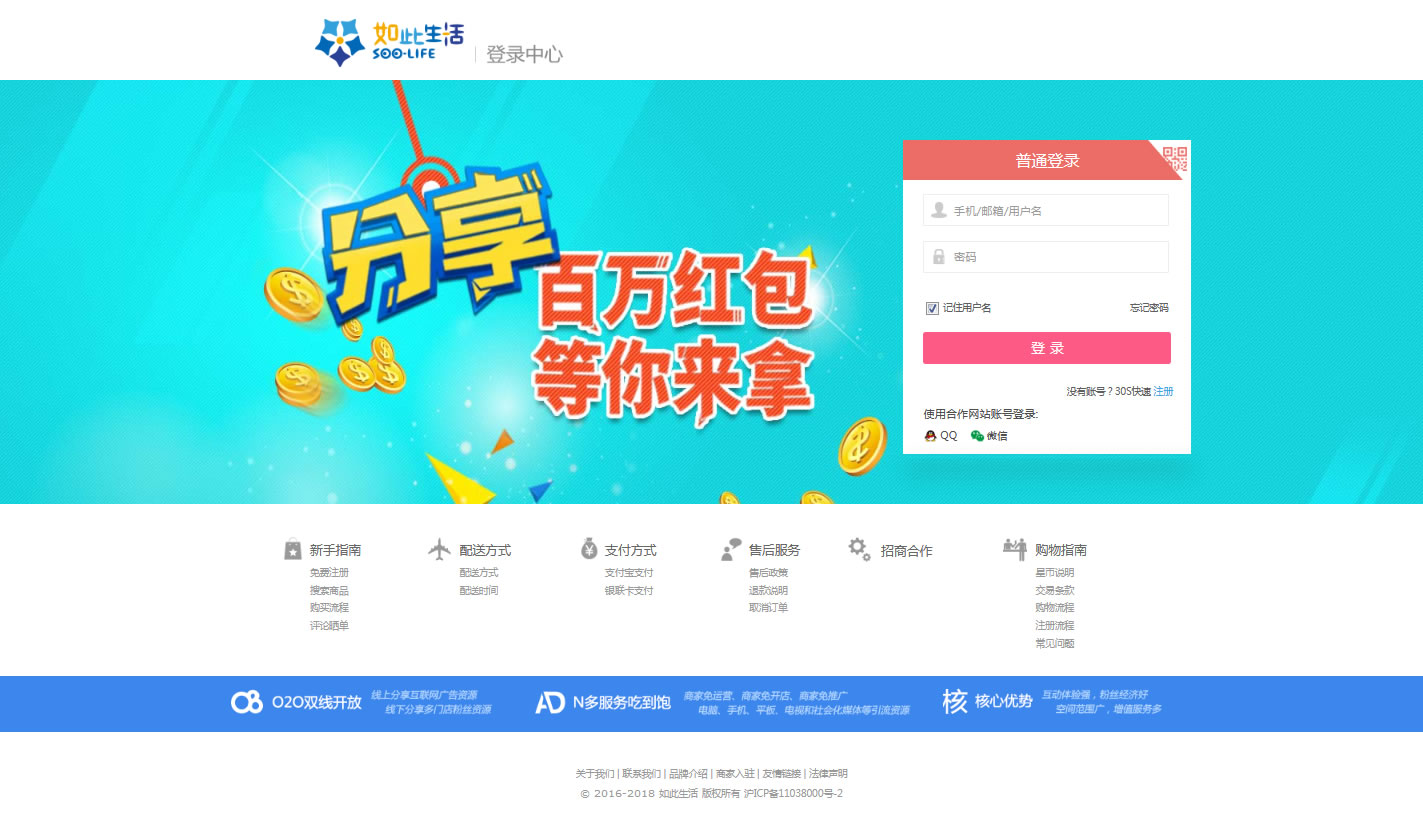 如此生活
SOO-LIFE
登录中心
分享
百万红包
等你来拿
普通登录
手机/邮箱/用户名
密码
记住用户名 忘记密码
登 录
没有账号？30S快速 注册
使用合作网站账号登录:
QQ 微信
新手指南
免费注册
搜索商品
购买流程
评论晒单
配送方式
配送方式
配送时间
支付方式
支付宝支付
银联卡支付
售后服务
售后政策
退款说明
取消订单
招商合作
购物指南
星币说明
交易条款
购物流程
注册流程
常见问题
O2O双线开放
线上分享互联网广告资源
线下分享多门店粉丝资源
AD N多服务吃到饱
商家免运营、商家免开店、商家免推广
电脑、手机、平板、电视和社会化媒体等引流资源
核 核心优势
互动体验强，粉丝经济好
空间范围广，增值服务多
关于我们 | 联系我们 | 品牌介绍 | 商家入驻 | 友情链接 | 法律声明
© 2016-2018 如此生活 版权所有 沪ICP备11038000号-2